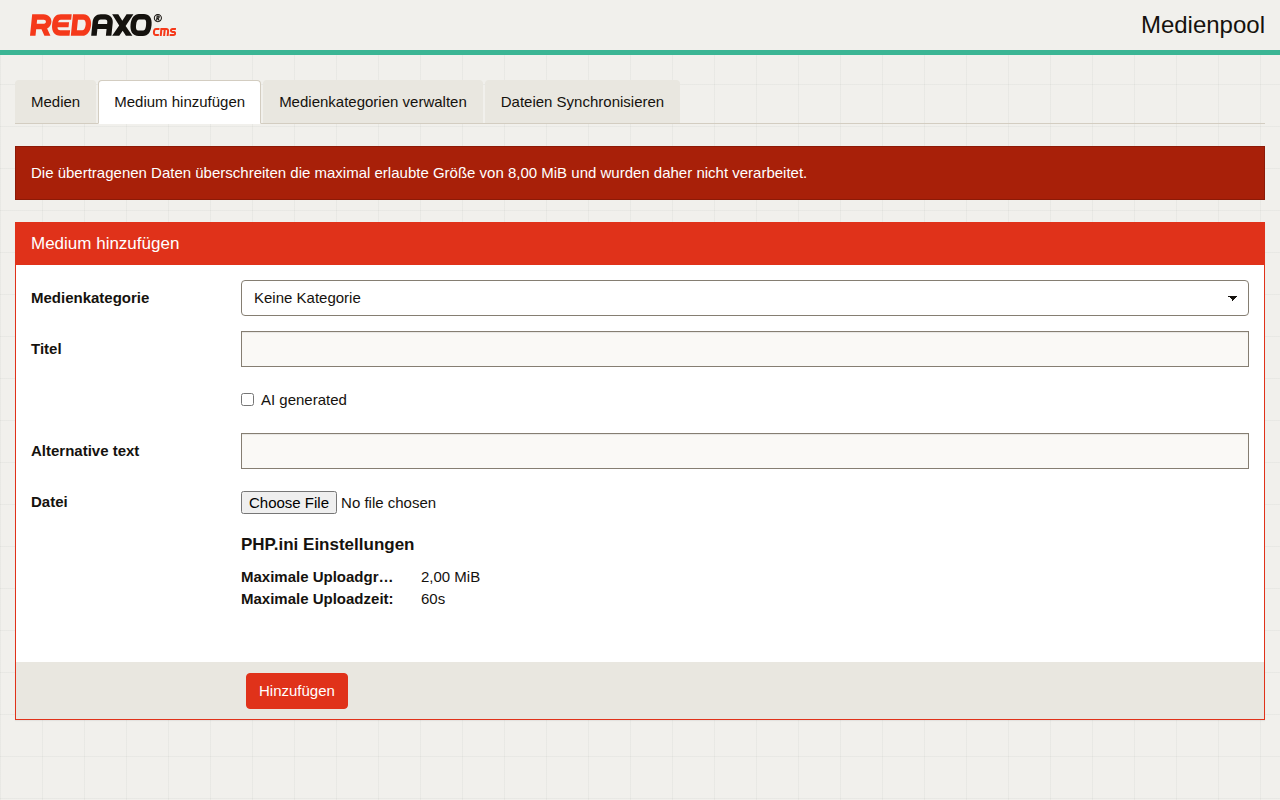 REDAXO® cms
Medienpool
Medien
Medium hinzufügen
Medienkategorien verwalten
Dateien Synchronisieren
Die übertragenen Daten überschreiten die maximal erlaubte Größe von 8,00 MiB und wurden daher nicht verarbeitet.
Medium hinzufügen
Medienkategorie
Keine Kategorie
Titel
AI generated
Alternative text
Datei
Choose File No file chosen
PHP.ini Einstellungen
Maximale Uploadgr… 2,00 MiB
Maximale Uploadzeit: 60s
Hinzufügen